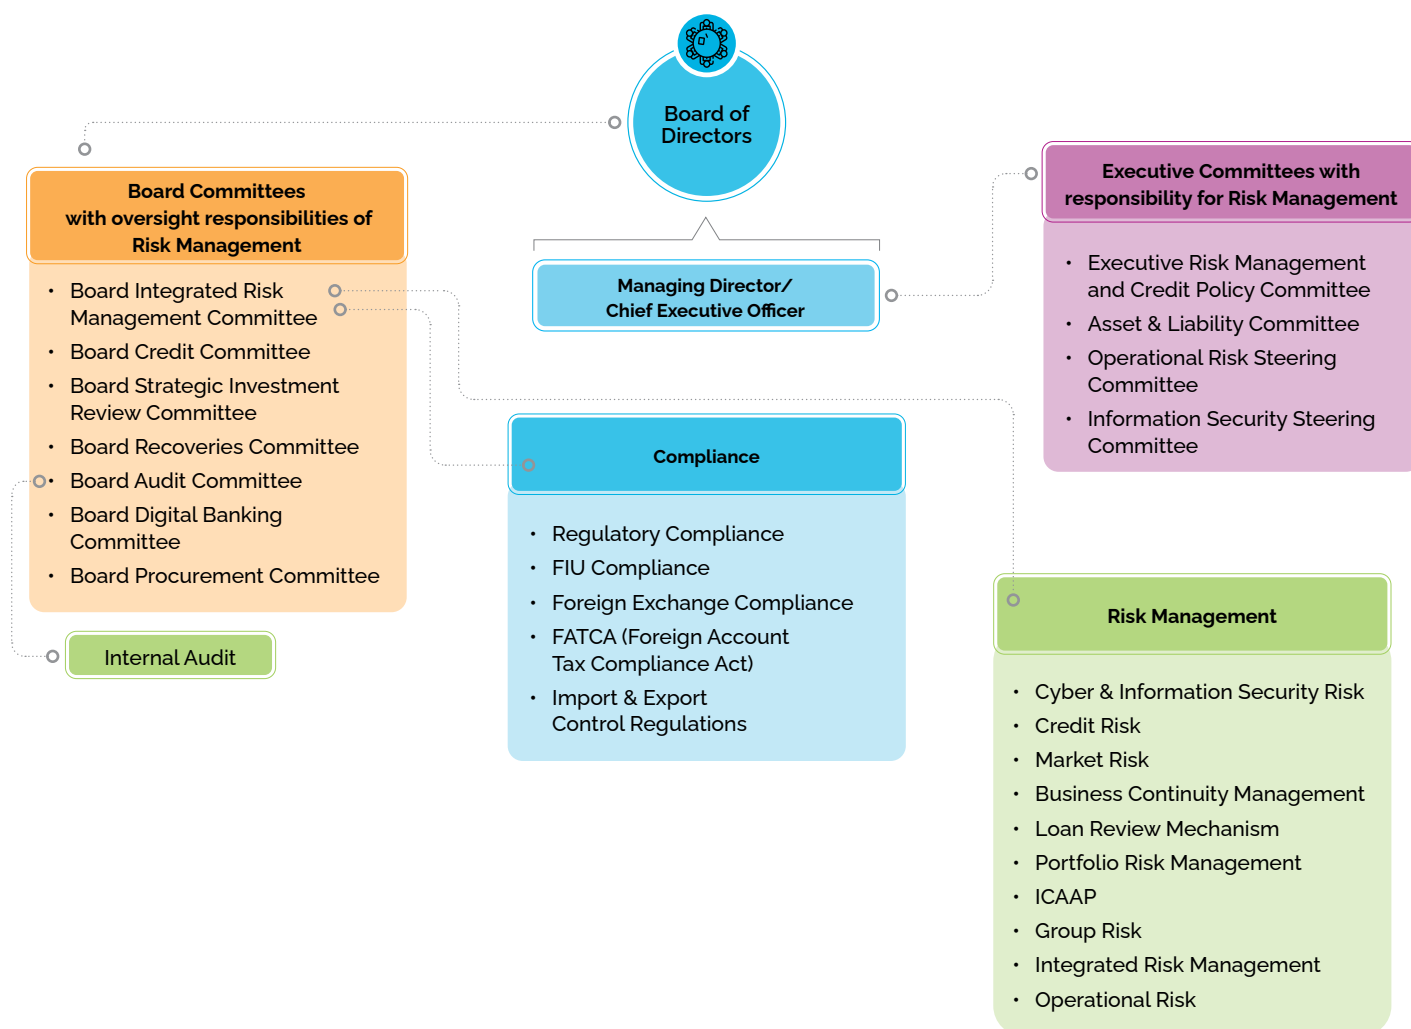 Board of
Directors
Board Committees
with oversight responsibilities of
Risk Management
• Board Integrated Risk
Management Committee
• Board Credit Committee
• Board Strategic Investment
Review Committee
• Board Recoveries Committee
• Board Audit Committee
• Board Digital Banking
Committee
• Board Procurement Committee
Internal Audit
Managing Director/
Chief Executive Officer
Executive Committees with
responsibility for Risk Management
• Executive Risk Management
and Credit Policy Committee
• Asset & Liability Committee
• Operational Risk Steering
Committee
• Information Security Steering
Committee
Compliance
• Regulatory Compliance
• FIU Compliance
• Foreign Exchange Compliance
• FATCA (Foreign Account
Tax Compliance Act)
• Import & Export
Control Regulations
Risk Management
• Cyber & Information Security Risk
• Credit Risk
• Market Risk
• Business Continuity Management
• Loan Review Mechanism
• Portfolio Risk Management
• ICAAP
• Group Risk
• Integrated Risk Management
• Operational Risk